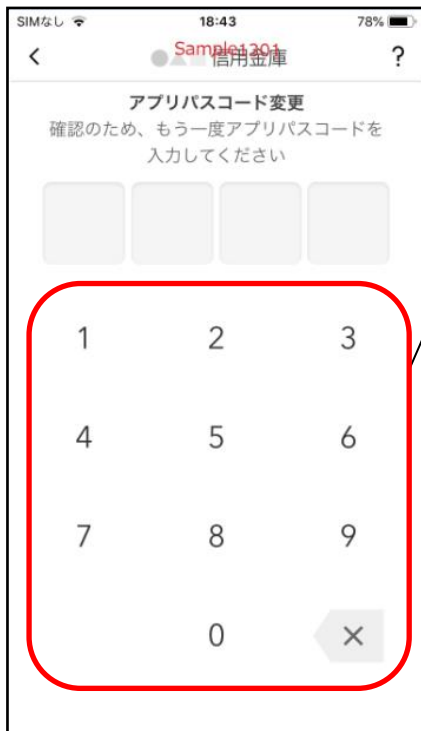 SIMなし 18:43 78%
Sample1201
●▲■信用金庫 ?
アプリパスコード変更
確認のため、もう一度アプリパスコードを
入力してください
1 2 3
4 5 6
7 8 9
0